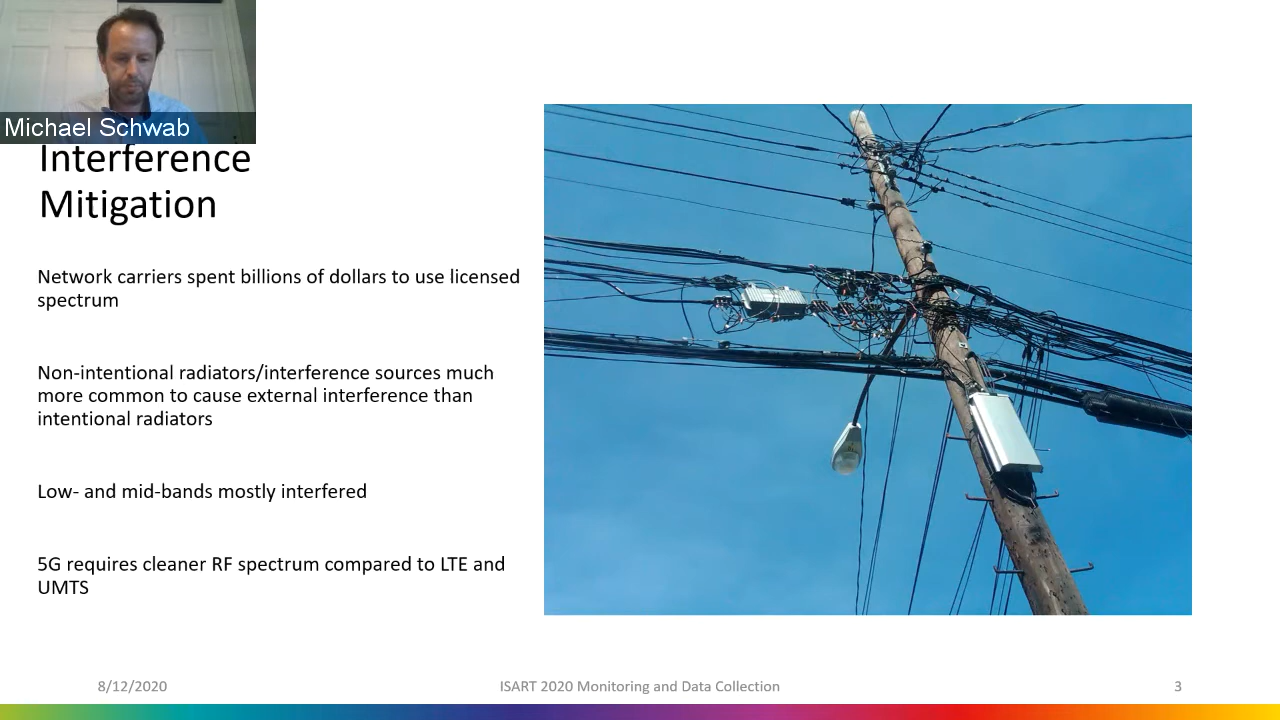 Michael Schwab
Interference
Mitigation
Network carriers spent billions of dollars to use licensed
spectrum
Non-intentional radiators/interference sources much
more common to cause external interference than
intentional radiators
Low- and mid-bands mostly interfered
5G requires cleaner RF spectrum compared to LTE and
UMTS
8/12/2020
ISART 2020 Monitoring and Data Collection
3